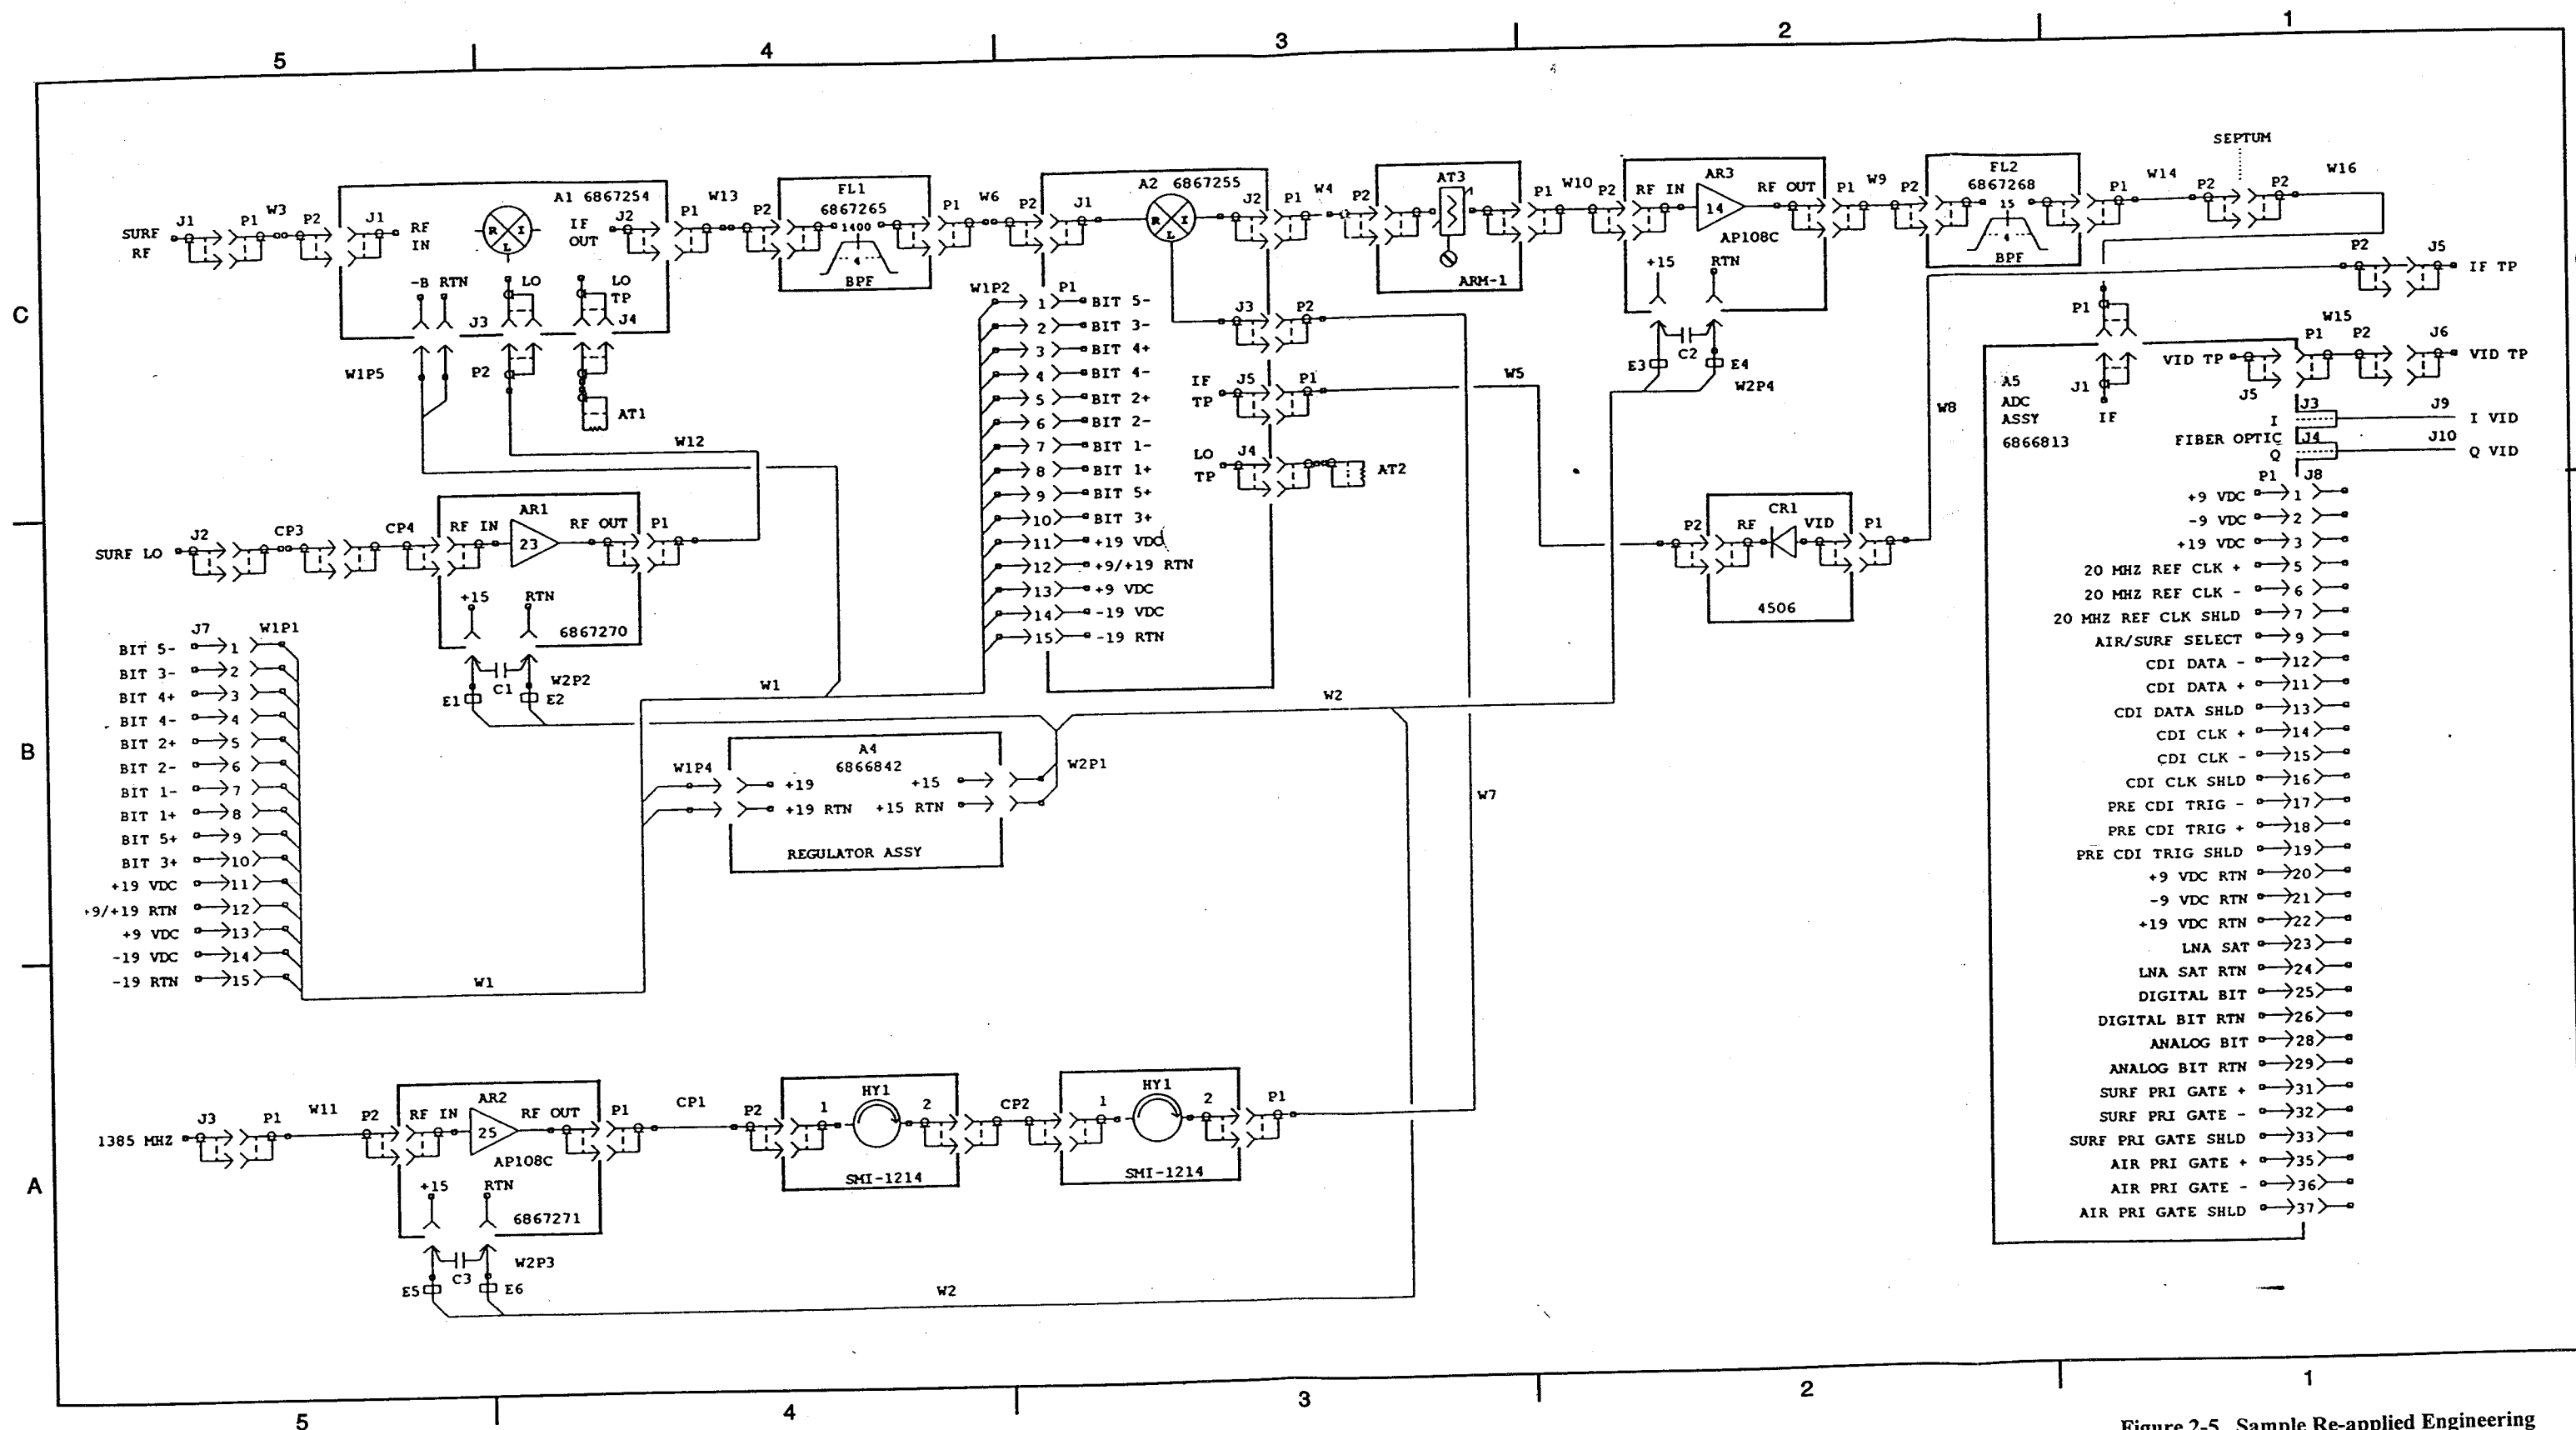 5
4
3
2
1
C
B
A
SEPTUM
SURF
RF
J1
P1
W3
P2
J1
RF
IN
A1 6867254
R
I
L
IF
OUT
J2
P1
W13
P2
FL1
6867265
1400
4
BPF
P1
W6
P2
J1
A2 6867255
R
I
L
J2
P1
W4
P2
AT3
ARM-1
P1
W10
P2
RF IN
AR3
14
RF OUT
AP108C
+15
RTN
P1
W9
P2
FL2
6867268
15
4
BPF
P1
W14
P2
P2
W16
-B RTN
J3
LO
LO
TP
J4
W1P5
P2
AT1
W12
E3
C2
E4
W2P4
P2
J5
IF TP
W1P2
P1
1 BIT 5-
2 BIT 3-
3 BIT 4+
4 BIT 4-
5 BIT 2+
6 BIT 2-
7 BIT 1-
8 BIT 1+
9 BIT 5+
10 BIT 3+
11 +19 VDC
12 +9/+19 RTN
13 +9 VDC
14 -19 VDC
15 -19 RTN
J3
P2
IF
TP
J5
P1
W5
LO
TP
J4
AT2
W8
P2
RF
CR1
VID
P1
4506
P1
J1
IF
A5
ADC
ASSY
6866813
VID TP
J5
P1
W15
P2
J6
VID TP
J3
I
J9
I VID
FIBER OPTIC
J4
Q
J10
Q VID
P1
J8
+9 VDC 1
-9 VDC 2
+19 VDC 3
20 MHZ REF CLK + 5
20 MHZ REF CLK - 6
20 MHZ REF CLK SHLD 7
AIR/SURF SELECT 9
CDI DATA - 12
CDI DATA + 11
CDI DATA SHLD 13
CDI CLK + 14
CDI CLK - 15
CDI CLK SHLD 16
PRE CDI TRIG - 17
PRE CDI TRIG + 18
PRE CDI TRIG SHLD 19
+9 VDC RTN 20
-9 VDC RTN 21
+19 VDC RTN 22
LNA SAT 23
LNA SAT RTN 24
DIGITAL BIT 25
DIGITAL BIT RTN 26
ANALOG BIT 28
ANALOG BIT RTN 29
SURF PRI GATE + 31
SURF PRI GATE - 32
SURF PRI GATE SHLD 33
AIR PRI GATE + 35
AIR PRI GATE - 36
AIR PRI GATE SHLD 37
SURF LO
J2
CP3
CP4
RF IN
AR1
23
RF OUT
P1
+15
RTN
6867270
E1
C1
E2
W2P2
J7
W1P1
BIT 5- 1
BIT 3- 2
BIT 4+ 3
BIT 4- 4
BIT 2+ 5
BIT 2- 6
BIT 1- 7
BIT 1+ 8
BIT 5+ 9
BIT 3+ 10
+19 VDC 11
+9/+19 RTN 12
+9 VDC 13
-19 VDC 14
-19 RTN 15
W1
W1
W2
W1P4
A4
6866842
+19
+15
+19 RTN
+15 RTN
W2P1
REGULATOR ASSY
W7
1385 MHZ
J3
P1
W11
P2
RF IN
AR2
25
RF OUT
AP108C
P1
CP1
P2
1
HY1
2
SMI-1214
CP2
1
HY1
2
SMI-1214
P1
+15
RTN
6867271
E5
C3
E6
W2P3
W2
5
4
3
2
1
Figure 2-5. Sample Re-applied Engineering